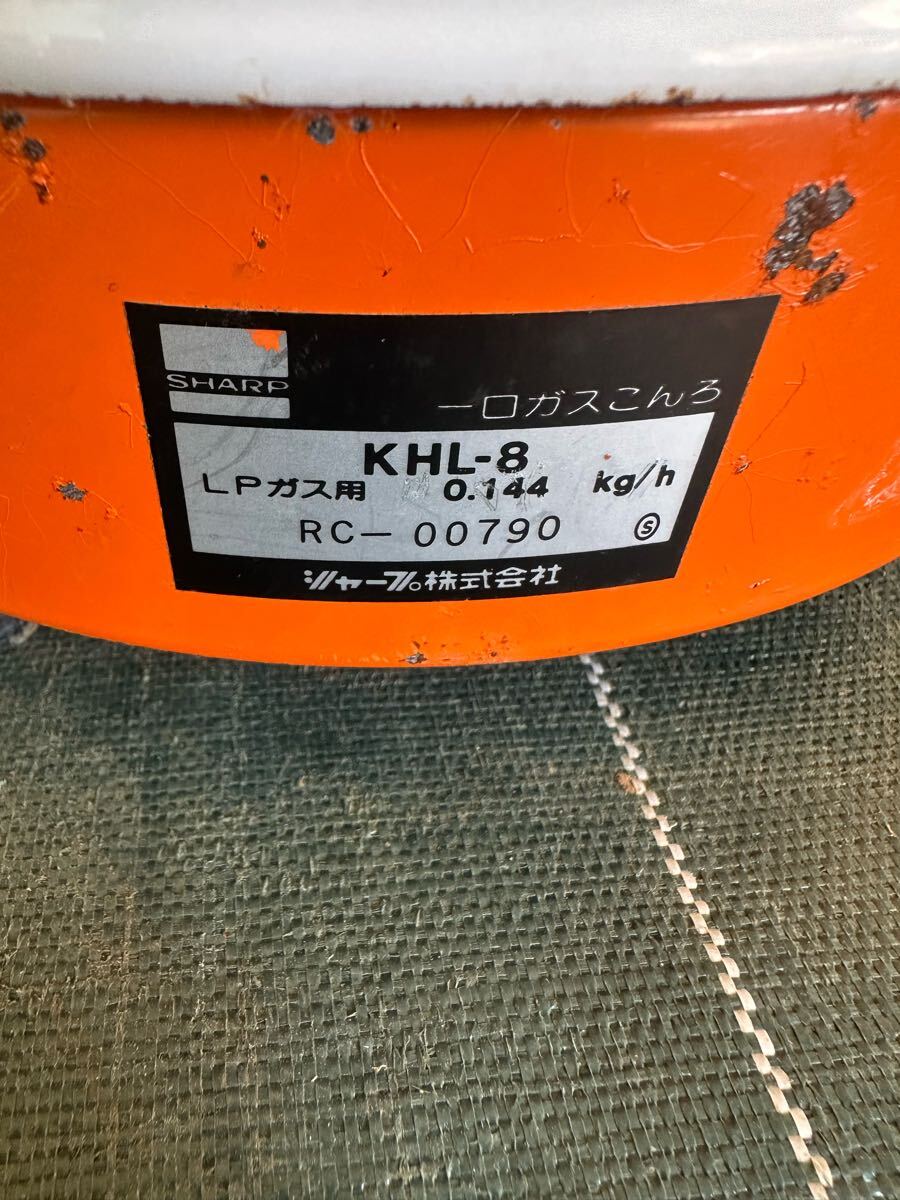 SHARP
一口ガスこんろ
KHL-8
LPガス用 0.144 kg/h
RC-00790 Ⓢ
シャープ株式会社